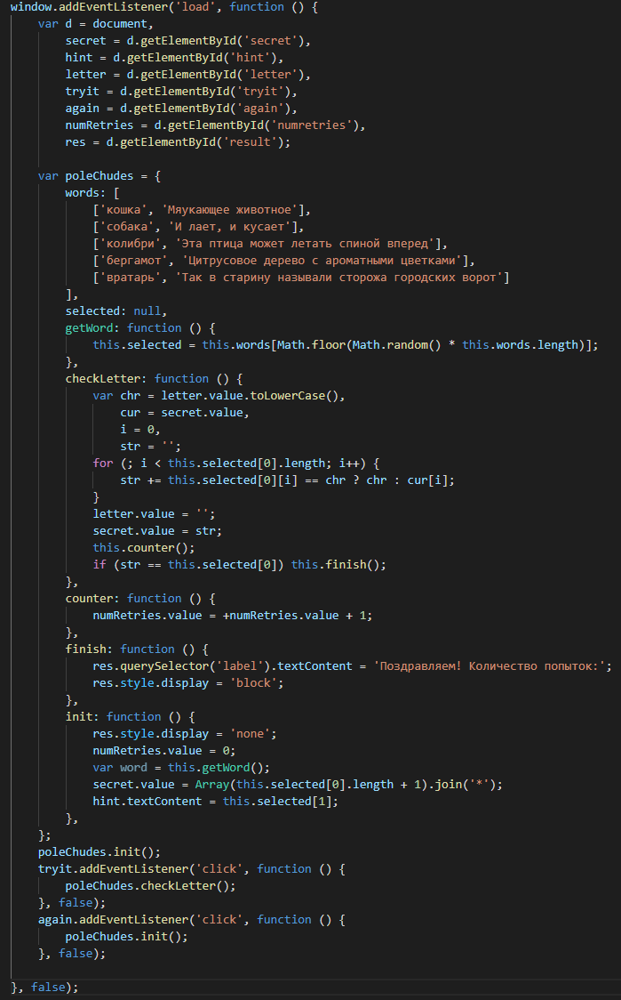 window.addEventListener('load', function () {
    var d = document,
        secret = d.getElementById('secret'),
        hint = d.getElementById('hint'),
        letter = d.getElementById('letter'),
        tryit = d.getElementById('tryit'),
        again = d.getElementById('again'),
        numRetries = d.getElementById('numretries'),
        res = d.getElementById('result');

    var poleChudes = {
        words: [
            ['кошка', 'Мяукающее животное'],
            ['собака', 'И лает, и кусает'],
            ['колибри', 'Эта птица может летать спиной вперед'],
            ['бергамот', 'Цитрусовое дерево с ароматными цветками'],
            ['вратарь', 'Так в старину называли сторожа городских ворот']
        ],
        selected: null,
        getWord: function () {
            this.selected = this.words[Math.floor(Math.random() * this.words.length)];
        },
        checkLetter: function () {
            var chr = letter.value.toLowerCase(),
                cur = secret.value,
                i = 0,
                str = '';
            for (; i < this.selected[0].length; i++) {
                str += this.selected[0][i] == chr ? chr : cur[i];
            }
            letter.value = '';
            secret.value = str;
            this.counter();
            if (str == this.selected[0]) this.finish();
        },
        counter: function () {
            numRetries.value = +numRetries.value + 1;
        },
        finish: function () {
            res.querySelector('label').textContent = 'Поздравляем! Количество попыток:';
            res.style.display = 'block';
        },
        init: function () {
            res.style.display = 'none';
            numRetries.value = 0;
            var word = this.getWord();
            secret.value = Array(this.selected[0].length + 1).join('*');
            hint.textContent = this.selected[1];
        },
    };
    poleChudes.init();
    tryit.addEventListener('click', function () {
        poleChudes.checkLetter();
    }, false);
    again.addEventListener('click', function () {
        poleChudes.init();
    }, false);

}, false);